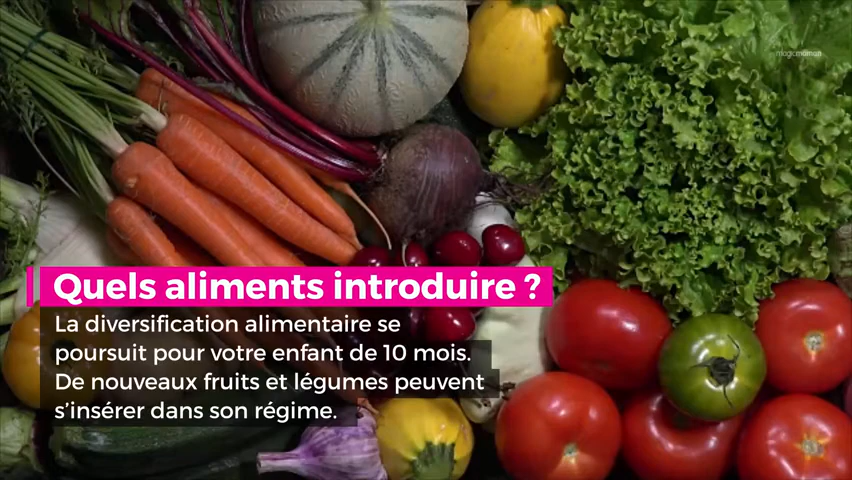 magicmaman
Quels aliments introduire ?
La diversification alimentaire se
poursuit pour votre enfant de 10 mois.
De nouveaux fruits et légumes peuvent
s’insérer dans son régime.